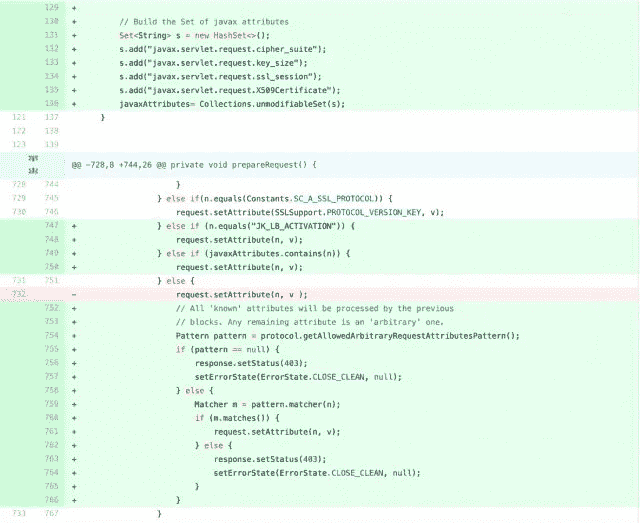 129 +
130 + // Build the Set of javax attributes
131 + Set<String> s = new HashSet<>();
132 + s.add("javax.servlet.request.cipher_suite");
133 + s.add("javax.servlet.request.key_size");
134 + s.add("javax.servlet.request.ssl_session");
135 + s.add("javax.servlet.request.X509Certificate");
136 + javaxAttributes= Collections.unmodifiableSet(s);
121 137 }
122 138
123 139
@@ -728,8 +744,26 @@ private void prepareRequest() {
728 744 }
729 745 } else if(n.equals(Constants.SC_A_SSL_PROTOCOL)) {
730 746 request.setAttribute(SSLSupport.PROTOCOL_VERSION_KEY, v);
747 + } else if (n.equals("JK_LB_ACTIVATION")) {
748 + request.setAttribute(n, v);
749 + } else if (javaxAttributes.contains(n)) {
750 + request.setAttribute(n, v);
731 751 } else {
732 - request.setAttribute(n, v );
752 + // All 'known' attributes will be processed by the previous
753 + // blocks. Any remaining attribute is an 'arbitrary' one.
754 + Pattern pattern = protocol.getAllowedArbitraryRequestAttributesPattern();
755 + if (pattern == null) {
756 + response.setStatus(403);
757 + setErrorState(ErrorState.CLOSE_CLEAN, null);
758 + } else {
759 + Matcher m = pattern.matcher(n);
760 + if (m.matches()) {
761 + request.setAttribute(n, v);
762 + } else {
763 + response.setStatus(403);
764 + setErrorState(ErrorState.CLOSE_CLEAN, null);
765 + }
766 + }
733 767 }